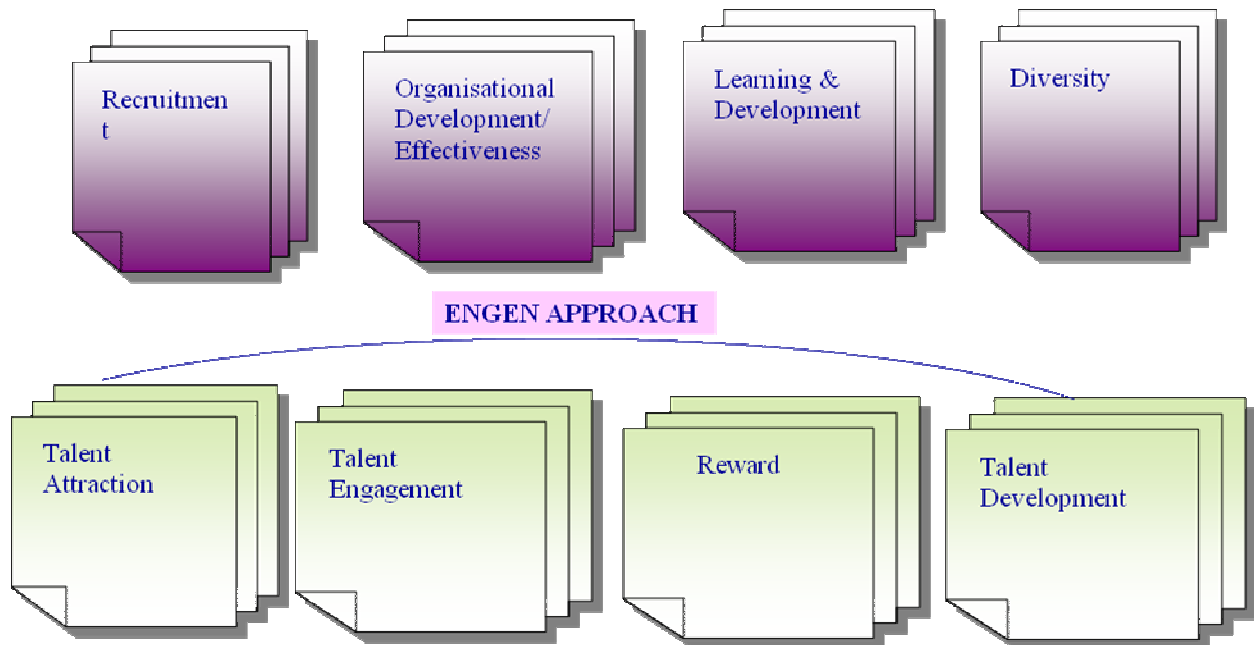 Recruitmen
t
Organisational
Development/
Effectiveness
Learning &
Development
Diversity
ENGEN APPROACH
Talent
Attraction
Talent
Engagement
Reward
Talent
Development